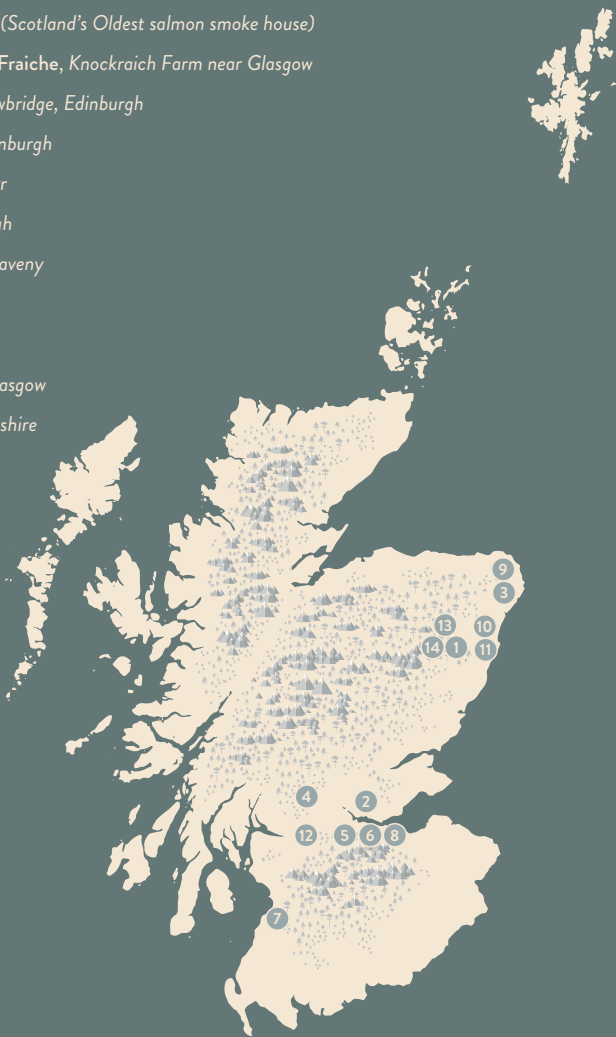 (Scotland's Oldest salmon smoke house)
Fraiche, Knockraich Farm near Glasgow
wbridge, Edinburgh
nburgh
r
gh
aveny
asgow
shire
9
3
13
10
14
1
11
4
2
12
5
6
8
7